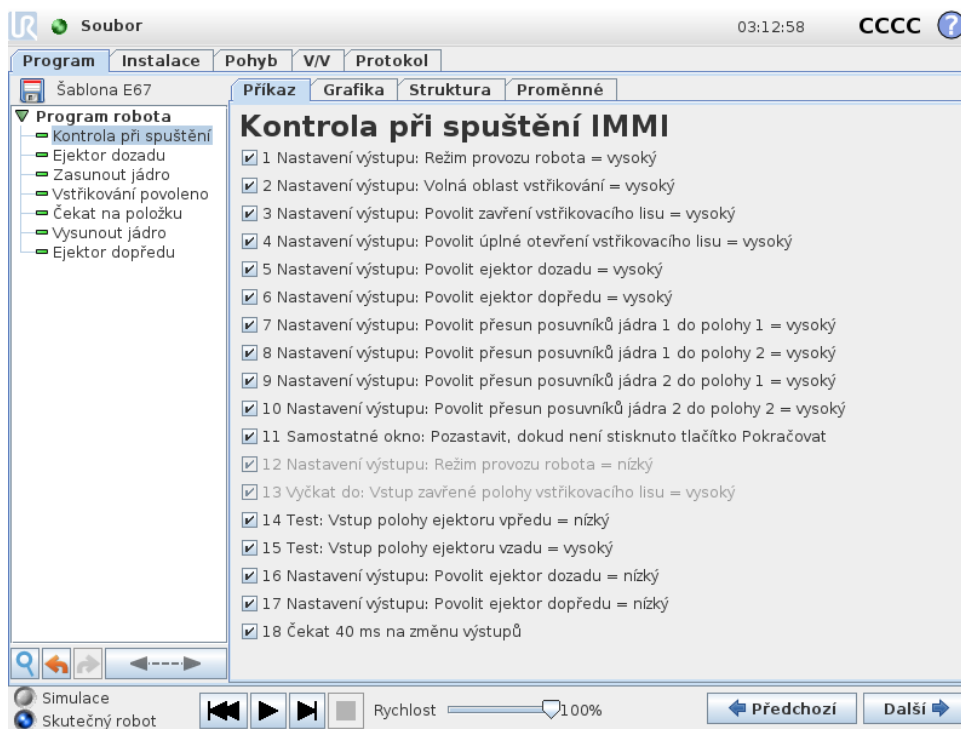 UR Soubor 03:12:58 CCCC ?
Program Instalace Pohyb V/V Protokol
Šablona E67
Příkaz Grafika Struktura Proměnné
Program robota
Kontrola při spuštění
Ejektor dozadu
Zasunout jádro
Vstřikování povoleno
Čekat na položku
Vysunout jádro
Ejektor dopředu
Kontrola při spuštění IMMI
1 Nastavení výstupu: Režim provozu robota = vysoký
2 Nastavení výstupu: Volná oblast vstřikování = vysoký
3 Nastavení výstupu: Povolit zavření vstřikovacího lisu = vysoký
4 Nastavení výstupu: Povolit úplné otevření vstřikovacího lisu = vysoký
5 Nastavení výstupu: Povolit ejektor dozadu = vysoký
6 Nastavení výstupu: Povolit ejektor dopředu = vysoký
7 Nastavení výstupu: Povolit přesun posuvníků jádra 1 do polohy 1 = vysoký
8 Nastavení výstupu: Povolit přesun posuvníků jádra 1 do polohy 2 = vysoký
9 Nastavení výstupu: Povolit přesun posuvníků jádra 2 do polohy 1 = vysoký
10 Nastavení výstupu: Povolit přesun posuvníků jádra 2 do polohy 2 = vysoký
11 Samostatné okno: Pozastavit, dokud není stisknuto tlačítko Pokračovat
12 Nastavení výstupu: Režim provozu robota = nízký
13 Vyčkat do: Vstup zavřené polohy vstřikovacího lisu = vysoký
14 Test: Vstup polohy ejektoru vpředu = nízký
15 Test: Vstup polohy ejektoru vzadu = vysoký
16 Nastavení výstupu: Povolit ejektor dozadu = nízký
17 Nastavení výstupu: Povolit ejektor dopředu = nízký
18 Čekat 40 ms na změnu výstupů
Simulace
Skutečný robot
Rychlost 100%
Předchozí Další